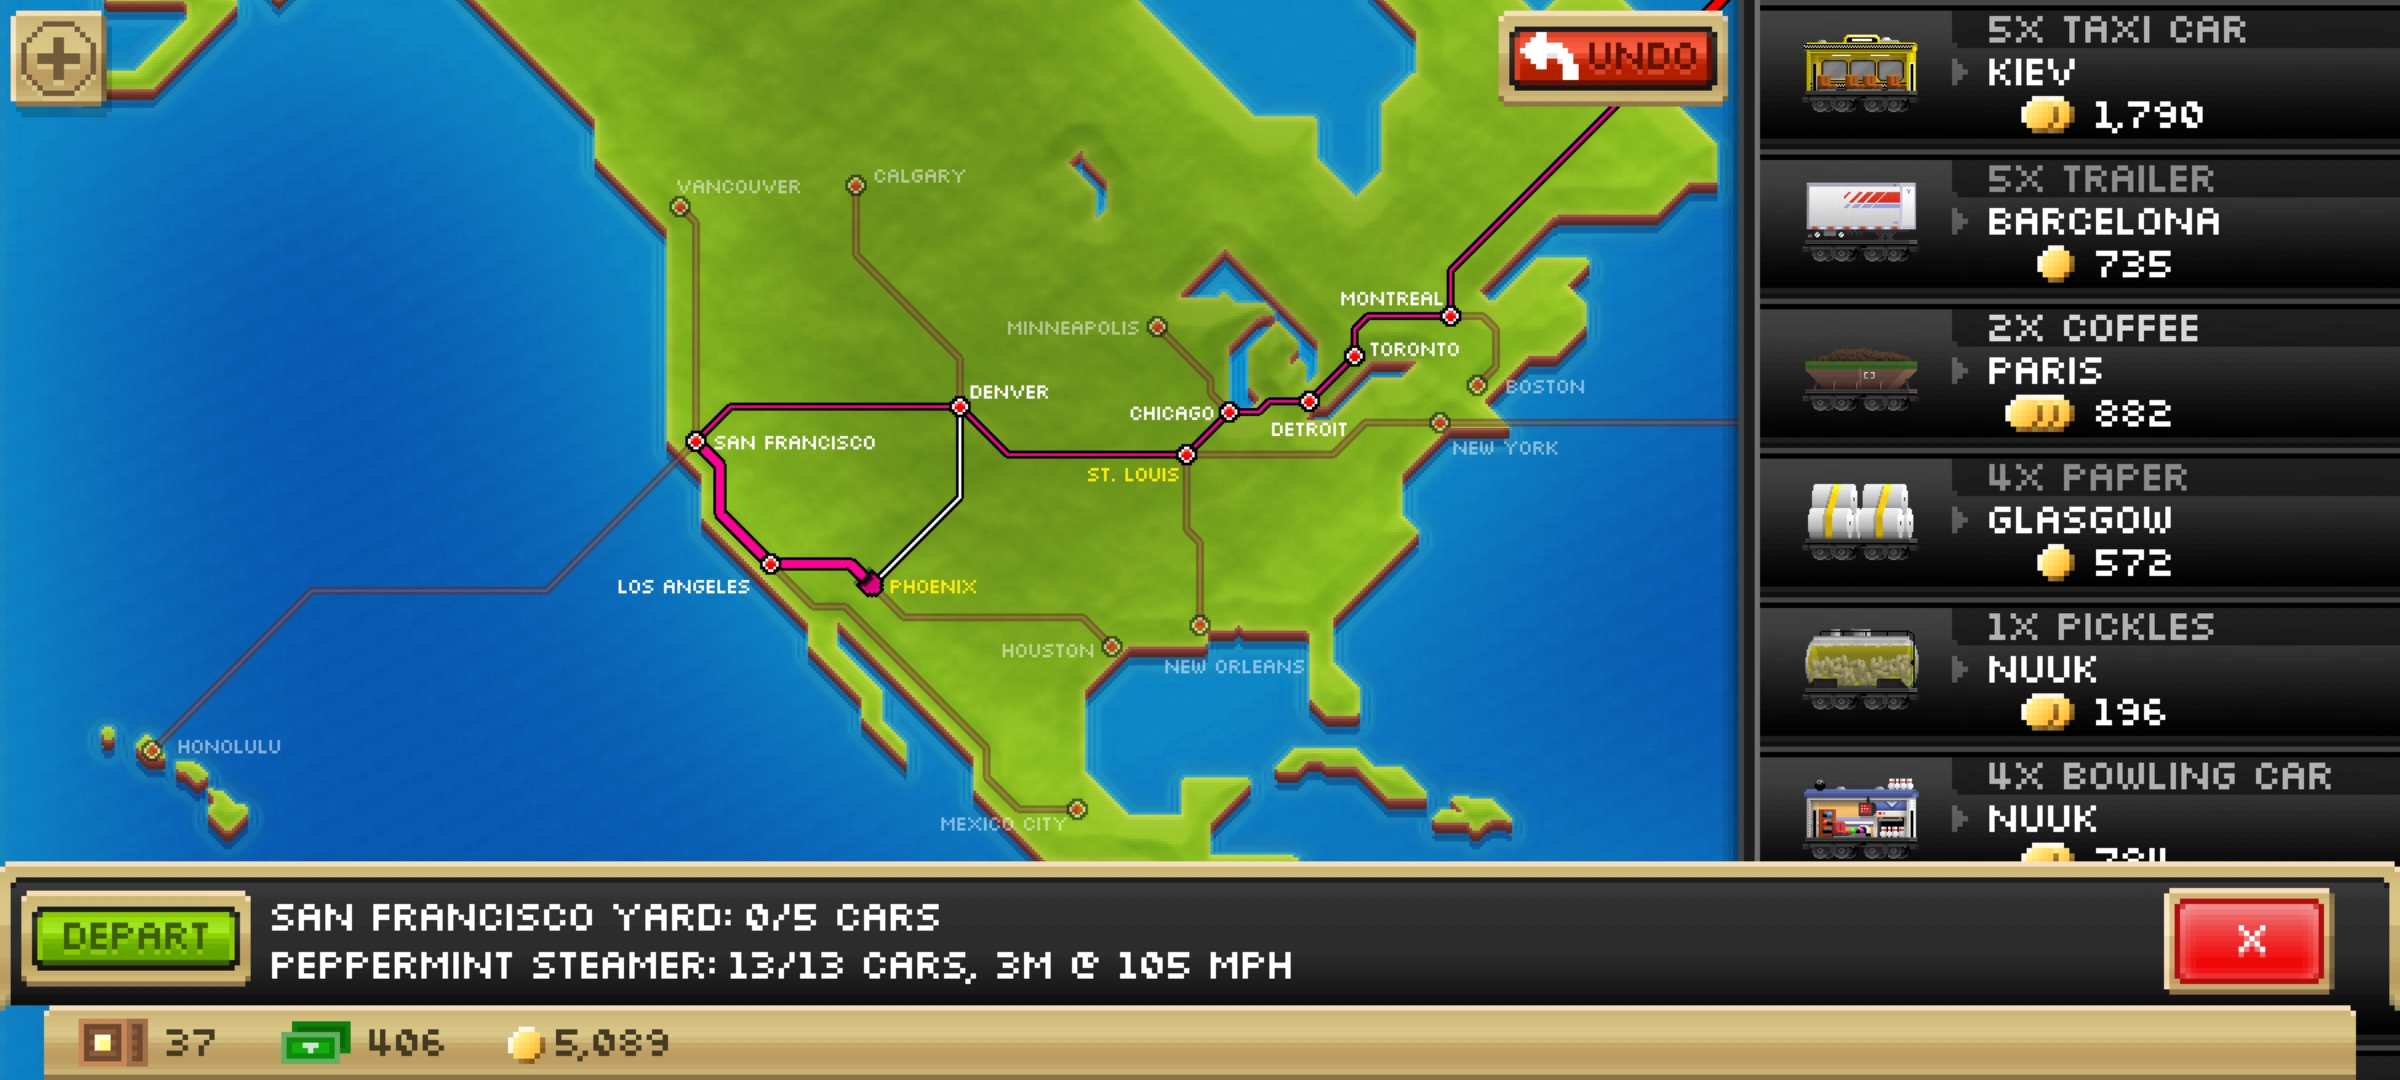 UNDO
VANCOUVER
CALGARY
MINNEAPOLIS
MONTREAL
TORONTO
BOSTON
DENVER
CHICAGO
DETROIT
NEW YORK
SAN FRANCISCO
ST. LOUIS
LOS ANGELES
PHOENIX
HOUSTON
NEW ORLEANS
HONOLULU
MEXICO CITY
5X TAXI CAR
KIEV
1,790
5X TRAILER
BARCELONA
735
2X COFFEE
PARIS
882
4X PAPER
GLASGOW
572
1X PICKLES
NUUK
196
4X BOWLING CAR
NUUK
DEPART
SAN FRANCISCO YARD: 0/5 CARS
PEPPERMINT STEAMER: 13/13 CARS, 3M @ 105 MPH
X
37
406
5,089